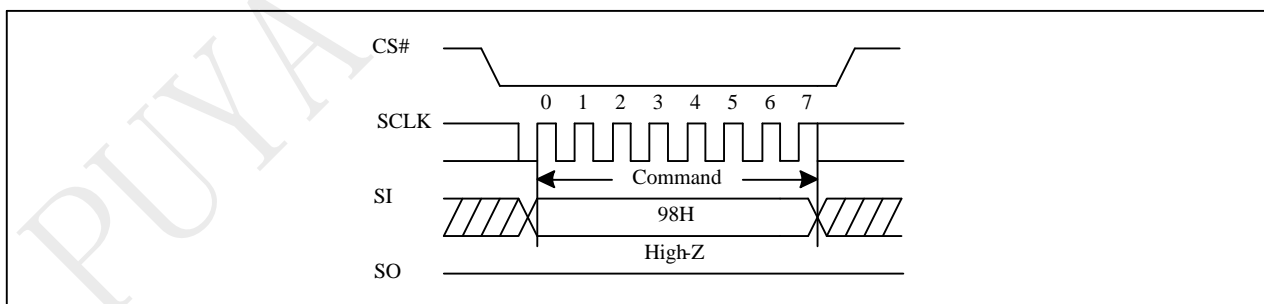 PUYA
CS#
0 1 2 3 4 5 6 7
SCLK
Command
SI
98H
High-Z
SO